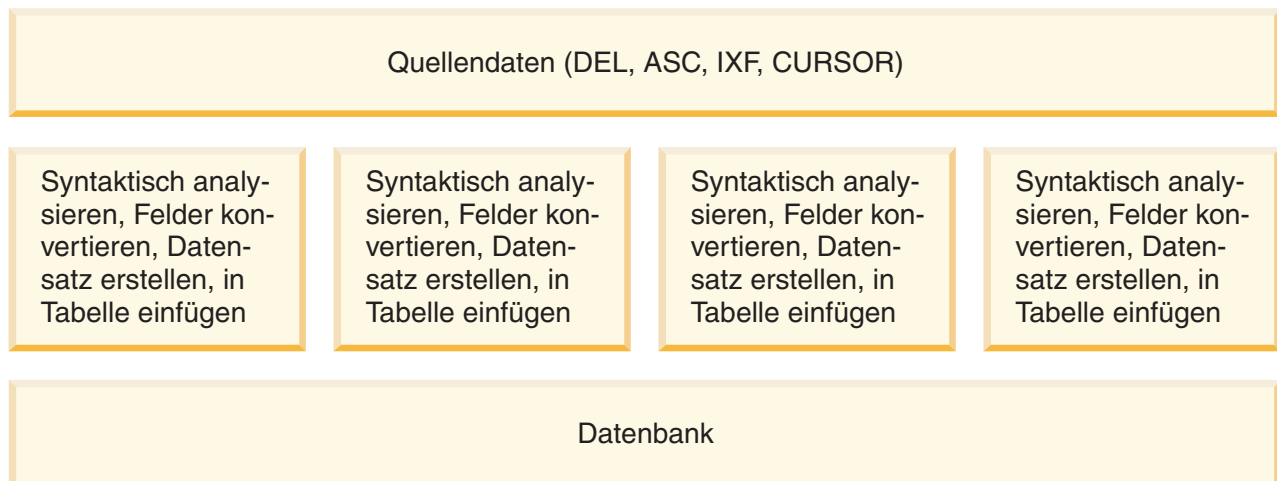 Quellendaten (DEL, ASC, IXF, CURSOR)
Syntaktisch analy-
sieren, Felder kon-
vertieren, Daten-
satz erstellen, in
Tabelle einfügen
Syntaktisch analy-
sieren, Felder kon-
vertieren, Daten-
satz erstellen, in
Tabelle einfügen
Syntaktisch analy-
sieren, Felder kon-
vertieren, Daten-
satz erstellen, in
Tabelle einfügen
Syntaktisch analy-
sieren, Felder kon-
vertieren, Daten-
satz erstellen, in
Tabelle einfügen
Datenbank